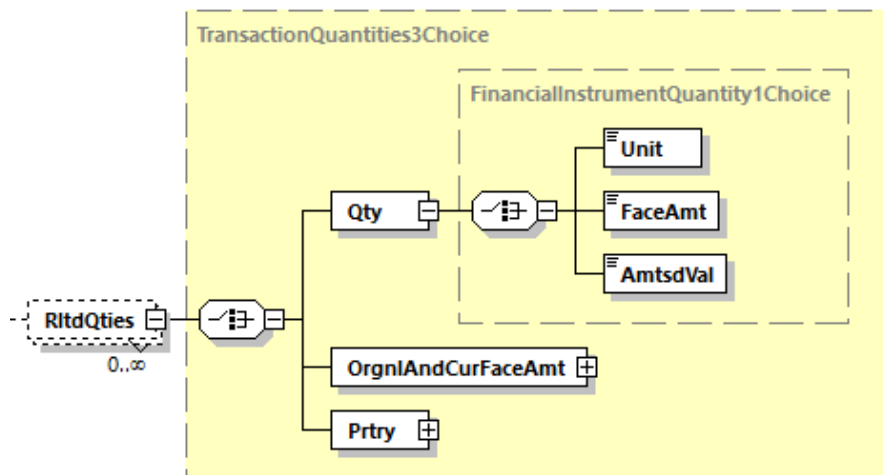 TransactionQuantities3Choice
FinancialInstrumentQuantity1Choice
Unit
Qty
FaceAmt
AmtsdVal
RltdQties
0..∞
OrgnlAndCurFaceAmt
Prtry